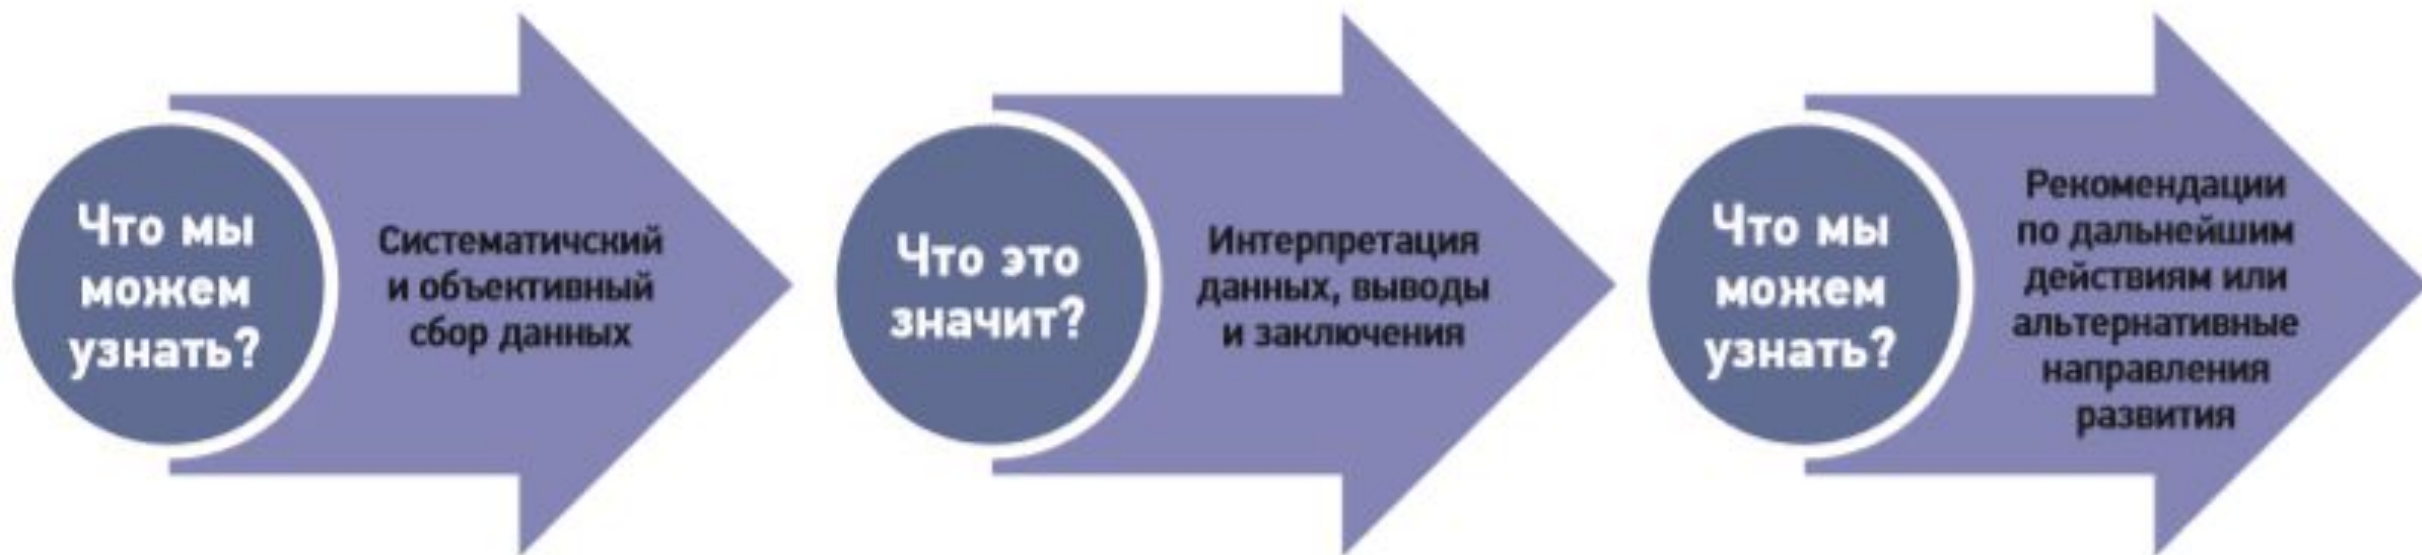 Что мы
можем
узнать?
Систематичский
и объективный
сбор данных
Что это
значит?
Интерпретация
данных, выводы
и заключения
Что мы
можем
узнать?
Рекомендации
по дальнейшим
действиям или
альтернативные
направления
развития